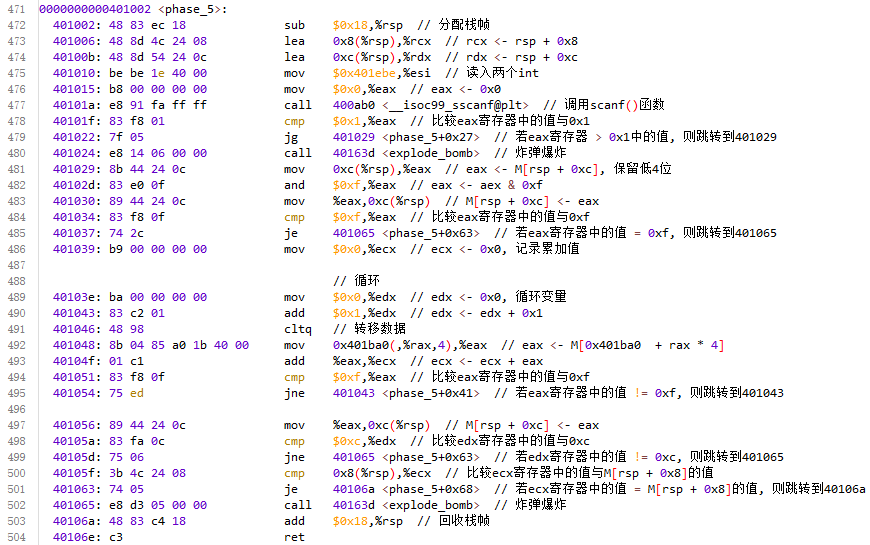 471 0000000000401002 <phase_5>:
472 401002: 48 83 ec 18 sub $0x18,%rsp // 分配栈帧
473 401006: 48 8d 4c 24 08 lea 0x8(%rsp),%rcx // rcx <- rsp + 0x8
474 40100b: 48 8d 54 24 0c lea 0xc(%rsp),%rdx // rdx <- rsp + 0xc
475 401010: be be 1e 40 00 mov $0x401ebe,%esi // 读入两个int
476 401015: b8 00 00 00 00 mov $0x0,%eax // eax <- 0x0
477 40101a: e8 91 fa ff ff call 400ab0 <__isoc99_sscanf@plt> // 调用scanf()函数
478 40101f: 83 f8 01 cmp $0x1,%eax // 比较eax寄存器中的值与0x1
479 401022: 7f 05 jg 401029 <phase_5+0x27> // 若eax寄存器 > 0x1中的值, 则跳转到401029
480 401024: e8 14 06 00 00 call 40163d <explode_bomb> // 炸弹爆炸
481 401029: 8b 44 24 0c mov 0xc(%rsp),%eax // eax <- M[rsp + 0xc], 保留低4位
482 40102d: 83 e0 0f and $0xf,%eax // eax <- aex & 0xf
483 401030: 89 44 24 0c mov %eax,0xc(%rsp) // M[rsp + 0xc] <- eax
484 401034: 83 f8 0f cmp $0xf,%eax // 比较eax寄存器中的值与0xf
485 401037: 74 2c je 401065 <phase_5+0x63> // 若eax寄存器中的值 = 0xf, 则跳转到401065
486 401039: b9 00 00 00 00 mov $0x0,%ecx // ecx <- 0x0, 记录累加值
487
488 // 循环
489 40103e: ba 00 00 00 00 mov $0x0,%edx // edx <- 0x0, 循环变量
490 401043: 83 c2 01 add $0x1,%edx // edx <- edx + 0x1
491 401046: 48 98 cltq // 转移数据
492 401048: 8b 04 85 a0 1b 40 00 mov 0x401ba0(,%rax,4),%eax // eax <- M[0x401ba0 + rax * 4]
493 40104f: 01 c1 add %eax,%ecx // ecx <- ecx + eax
494 401051: 83 f8 0f cmp $0xf,%eax // 比较eax寄存器中的值与0xf
495 401054: 75 ed jne 401043 <phase_5+0x41> // 若eax寄存器中的值 != 0xf, 则跳转到401043
496
497 401056: 89 44 24 0c mov %eax,0xc(%rsp) // M[rsp + 0xc] <- eax
498 40105a: 83 fa 0c cmp $0xc,%edx // 比较edx寄存器中的值与0xc
499 40105d: 75 06 jne 401065 <phase_5+0x63> // 若edx寄存器中的值 != 0xc, 则跳转到401065
500 40105f: 3b 4c 24 08 cmp 0x8(%rsp),%ecx // 比较ecx寄存器中的值与M[rsp + 0x8]的值
501 401063: 74 05 je 40106a <phase_5+0x68> // 若ecx寄存器中的值 = M[rsp + 0x8]的值, 则跳转到40106a
502 401065: e8 d3 05 00 00 call 40163d <explode_bomb> // 炸弹爆炸
503 40106a: 48 83 c4 18 add $0x18,%rsp // 回收栈帧
504 40106e: c3 ret